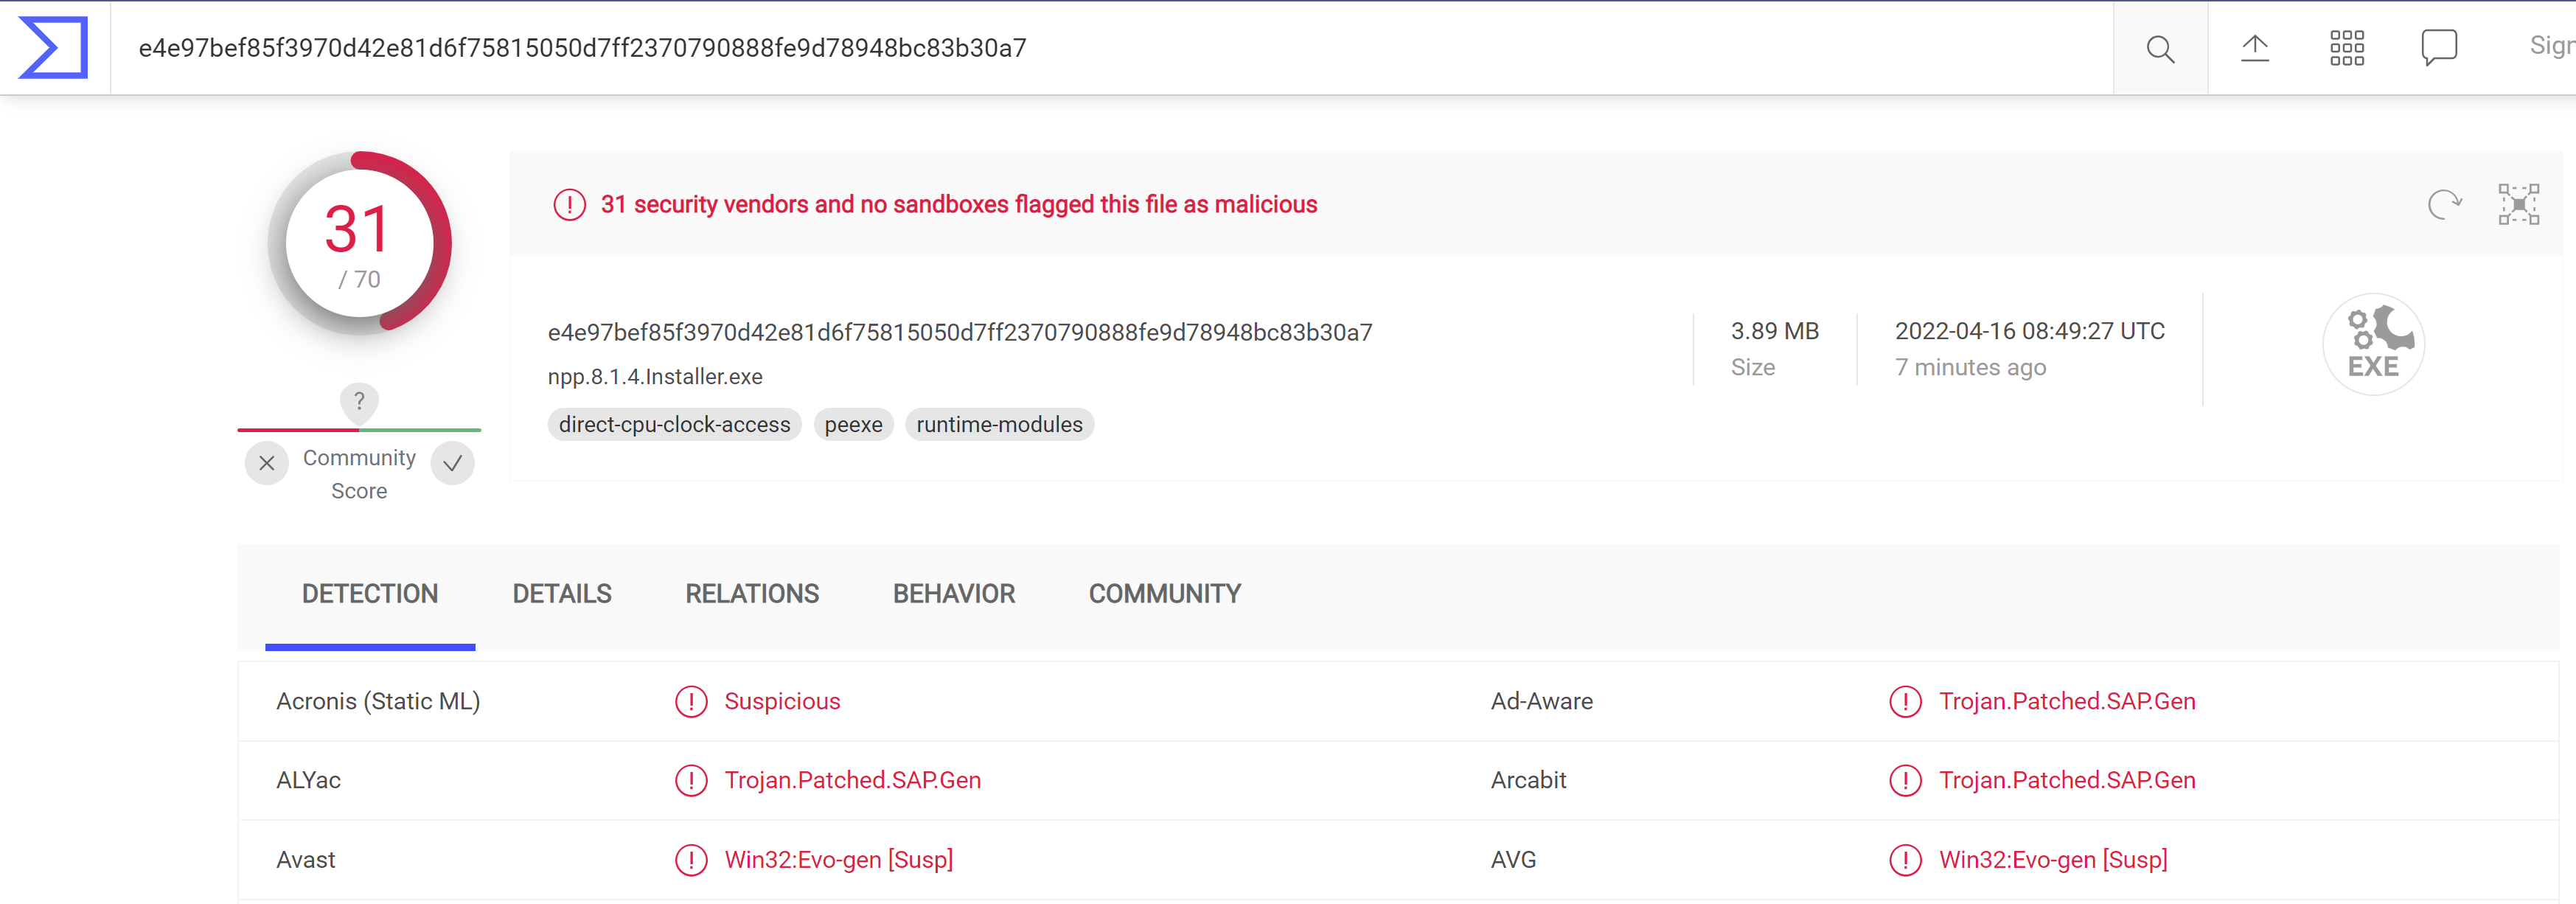 e4e97bef85f3970d42e81d6f75815050d7ff2370790888fe9d78948bc83b30a7
31
/ 70
?
Community
Score
31 security vendors and no sandboxes flagged this file as malicious
e4e97bef85f3970d42e81d6f75815050d7ff2370790888fe9d78948bc83b30a7
npp.8.1.4.Installer.exe
direct-cpu-clock-access peexe runtime-modules
3.89 MB
Size
2022-04-16 08:49:27 UTC
7 minutes ago
EXE
DETECTION DETAILS RELATIONS BEHAVIOR COMMUNITY
Acronis (Static ML) Suspicious Ad-Aware Trojan.Patched.SAP.Gen
ALYac Trojan.Patched.SAP.Gen Arcabit Trojan.Patched.SAP.Gen
Avast Win32:Evo-gen [Susp] AVG Win32:Evo-gen [Susp]